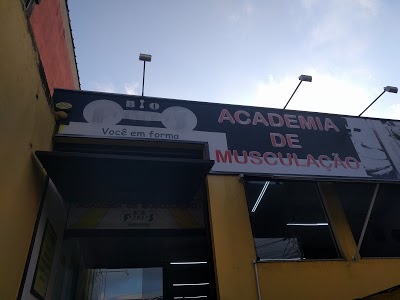 BIO
Você em forma
ACADEMIA
DE
MUSCULAÇÃO